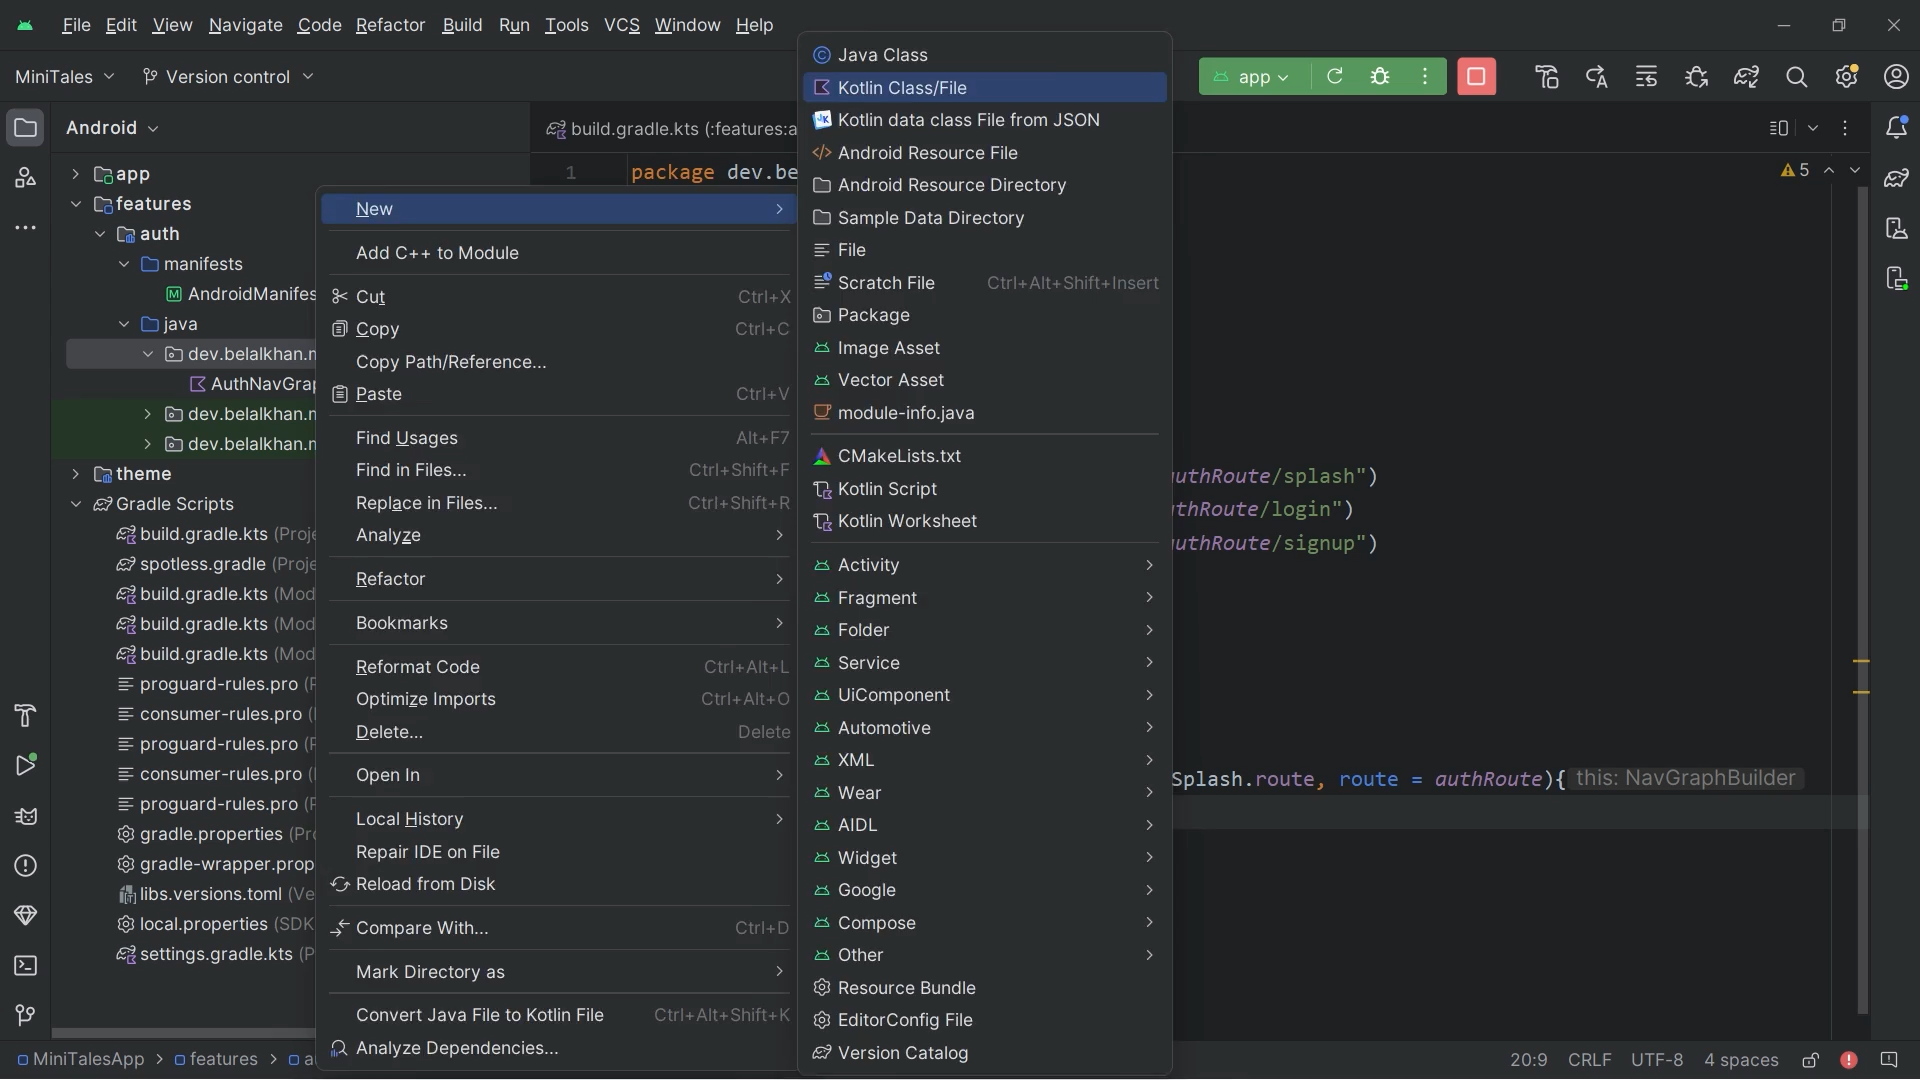 File Edit View Navigate Code Refactor Build Run Tools VCS Window Help
MiniTales Version control
app
Android
build.gradle.kts (:features:a
5
1 package dev.be
app
features
auth
manifests
AndroidManifes
java
dev.belalkhan.m
AuthNavGrap
dev.belalkhan.m
dev.belalkhan.m
theme
Gradle Scripts
build.gradle.kts (Proje
spotless.gradle (Proje
build.gradle.kts (Mod
build.gradle.kts (Mod
build.gradle.kts (Mod
proguard-rules.pro (P
consumer-rules.pro (
proguard-rules.pro (P
consumer-rules.pro (
proguard-rules.pro (P
gradle.properties (Pro
gradle-wrapper.prop
libs.versions.toml (Ve
local.properties (SDK
settings.gradle.kts (P
New
Add C++ to Module
Cut Ctrl+X
Copy Ctrl+C
Copy Path/Reference...
Paste Ctrl+V
Find Usages Alt+F7
Find in Files... Ctrl+Shift+F
Replace in Files... Ctrl+Shift+R
Analyze
Refactor
Bookmarks
Reformat Code Ctrl+Alt+L
Optimize Imports Ctrl+Alt+O
Delete... Delete
Open In
Local History
Repair IDE on File
Reload from Disk
Compare With... Ctrl+D
Mark Directory as
Convert Java File to Kotlin File Ctrl+Alt+Shift+K
Analyze Dependencies...
Java Class
Kotlin Class/File
Kotlin data class File from JSON
Android Resource File
Android Resource Directory
Sample Data Directory
File
Scratch File Ctrl+Alt+Shift+Insert
Package
Image Asset
Vector Asset
module-info.java
CMakeLists.txt
Kotlin Script
Kotlin Worksheet
Activity
Fragment
Folder
Service
UiComponent
Automotive
XML
Wear
AIDL
Widget
Google
Compose
Other
Resource Bundle
EditorConfig File
Version Catalog
uthRoute/splash")
thRoute/login")
uthRoute/signup")
Splash.route, route = authRoute){ this: NavGraphBuilder
MiniTalesApp > features > a
20:9 CRLF UTF-8 4 spaces